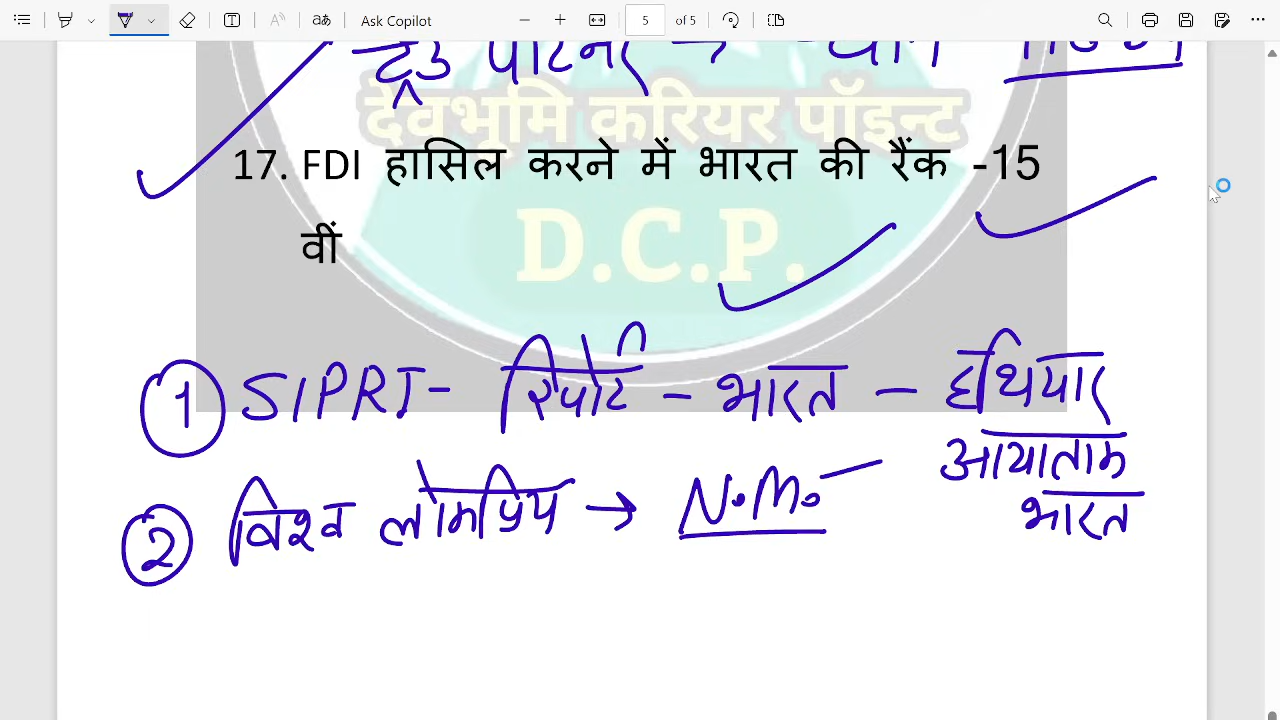 Ask Copilot
5 of 5
ट्रेड पार्टनर →
देवभूमि करियर पॉइन्ट
17. FDI हासिल करने में भारत की रैंक -15
वीं
D.C.P.
1 SIPRI - रिपोर्ट - भारत - हथियार
आयातक
भारत
2 विश्व लोकप्रिय → N.M.